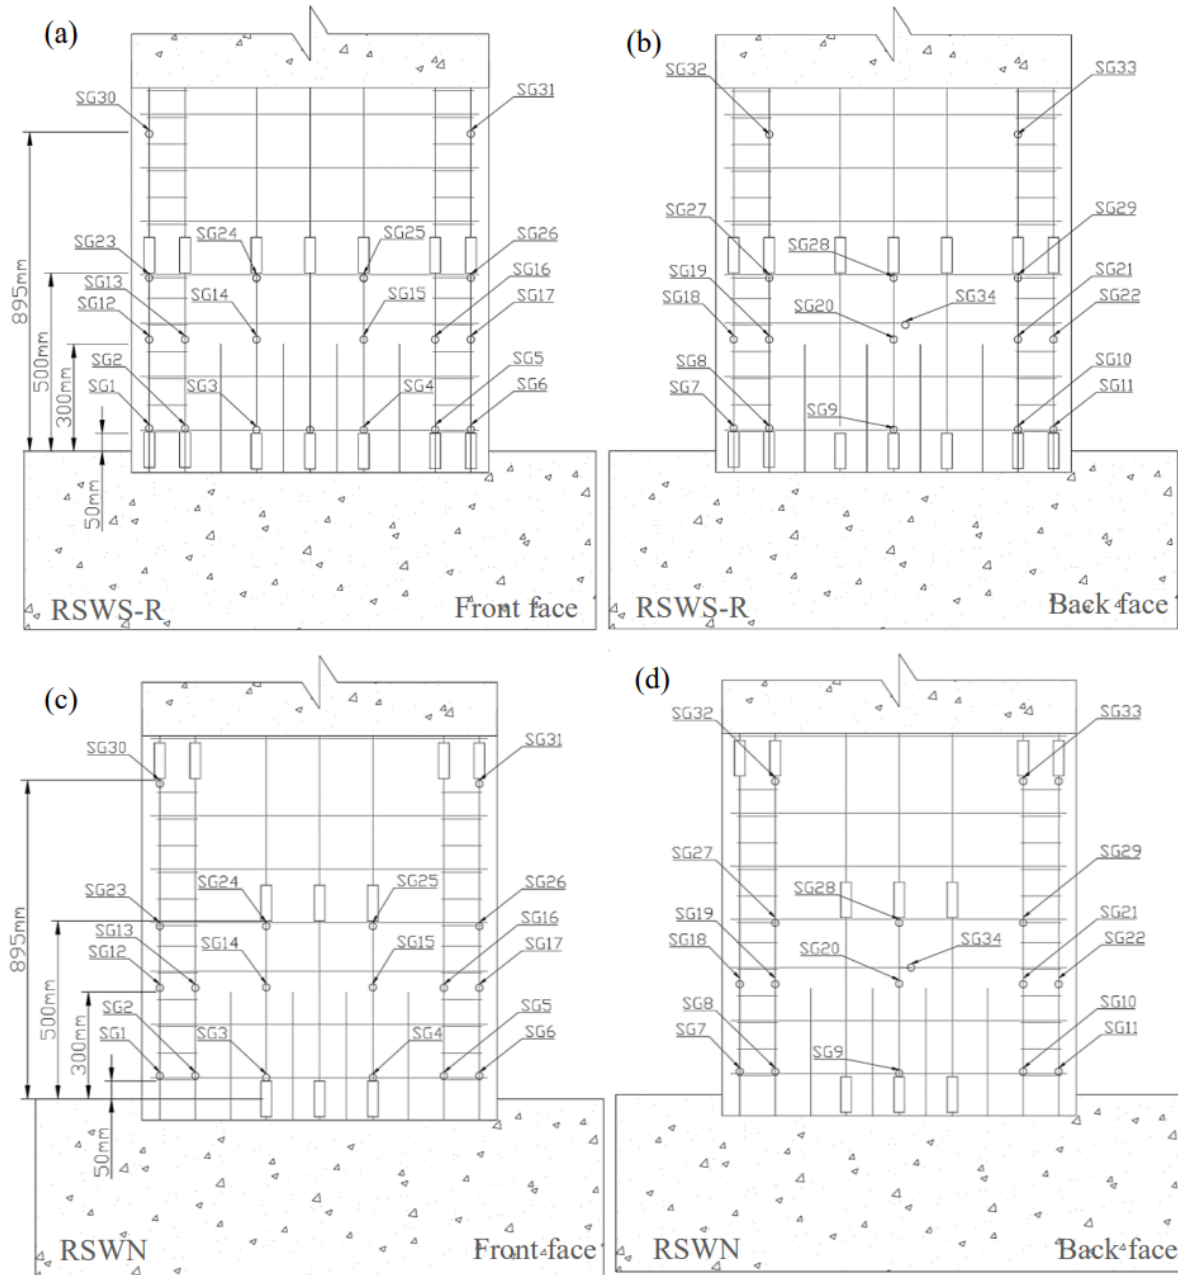 (a)
SG30
SG31
SG23
SG24
SG25
SG26
SG13
SG16
SG12
SG14
SG15
SG17
SG2
SG5
SG1
SG3
SG4
SG6
895mm
500mm
300mm
50mm
RSWS-R
Front face
(b)
SG32
SG33
SG27
SG28
SG29
SG19
SG21
SG18
SG20
SG34
SG22
SG8
SG10
SG7
SG9
SG11
RSWS-R
Back face
(c)
SG30
SG31
SG23
SG24
SG25
SG26
SG13
SG16
SG12
SG14
SG15
SG17
SG2
SG5
SG1
SG3
SG4
SG6
895mm
500mm
300mm
50mm
RSWN
Front face
(d)
SG32
SG33
SG27
SG28
SG29
SG19
SG21
SG18
SG20
SG34
SG22
SG8
SG10
SG7
SG9
SG11
RSWN
Back face